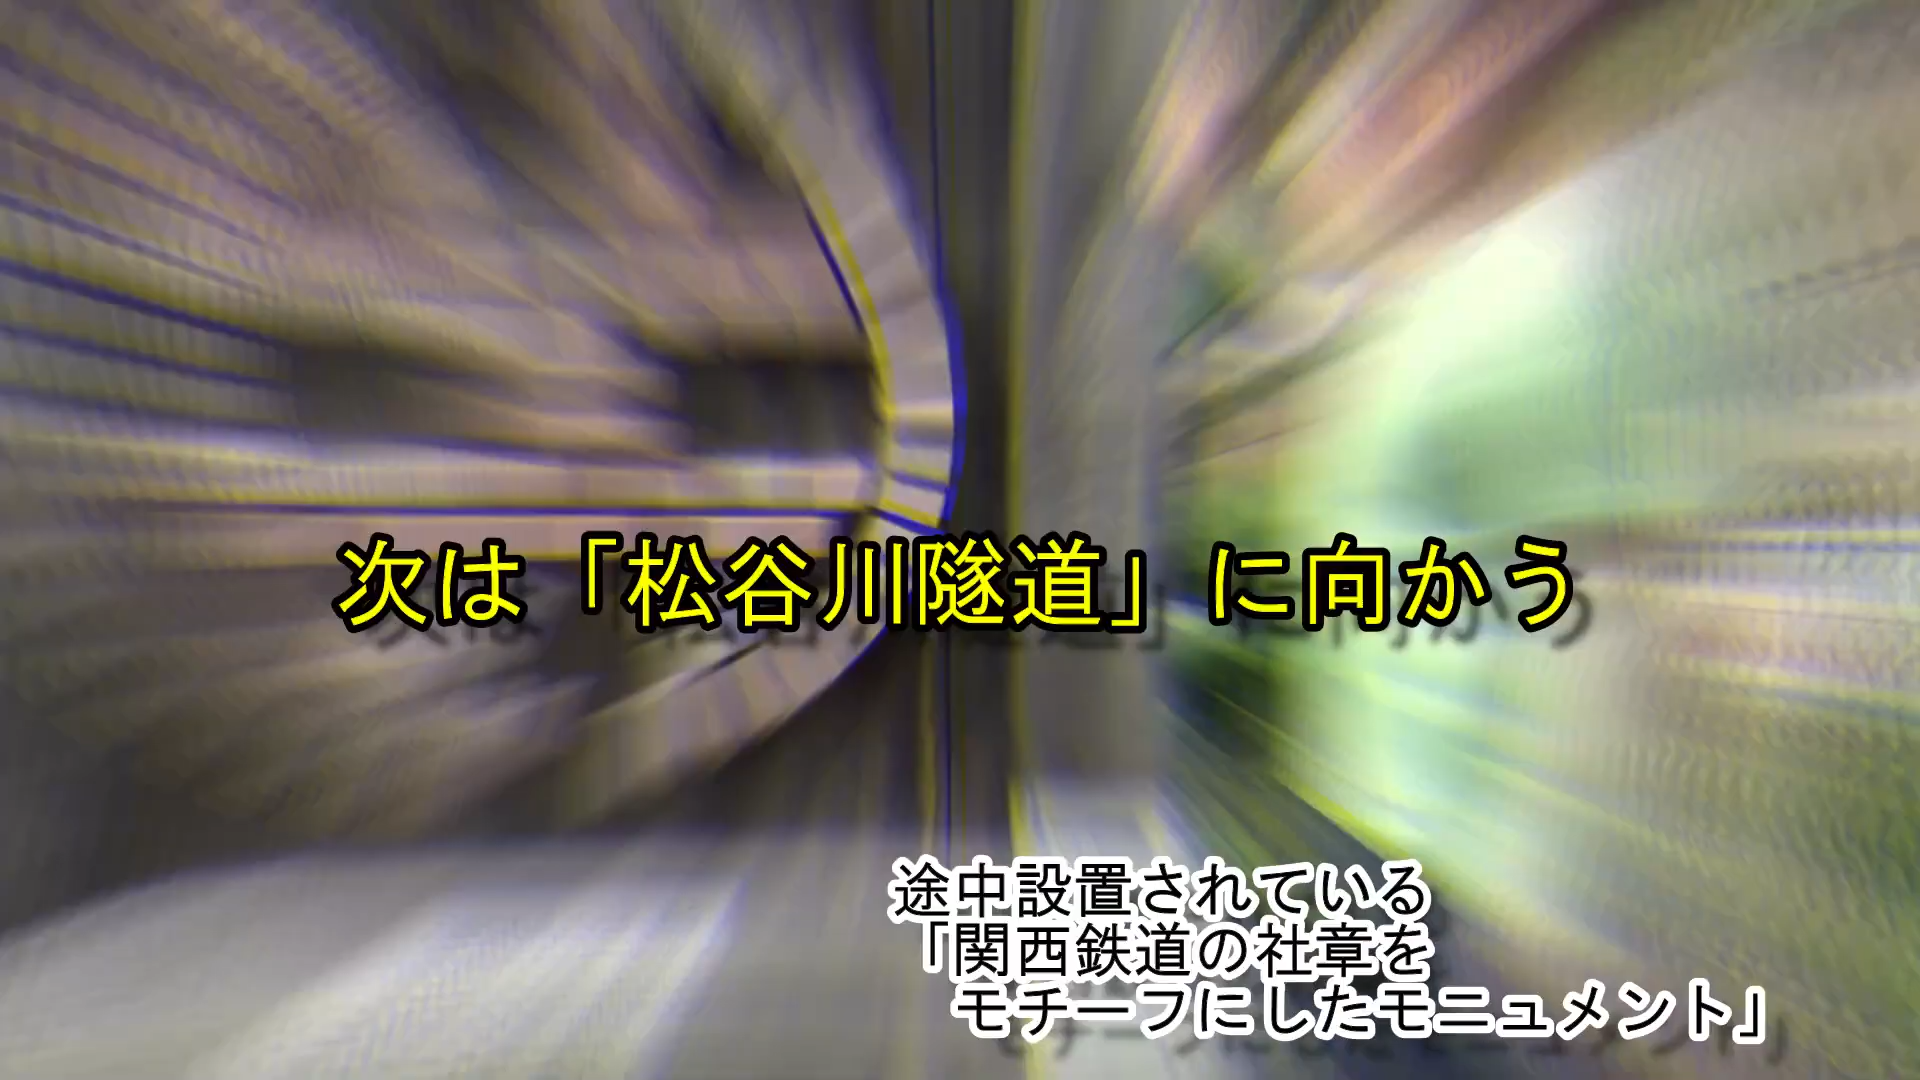 次は「松谷川隧道」に向かう
途中設置されている
「関西鉄道の社章を
モチーフにしたモニュメント」